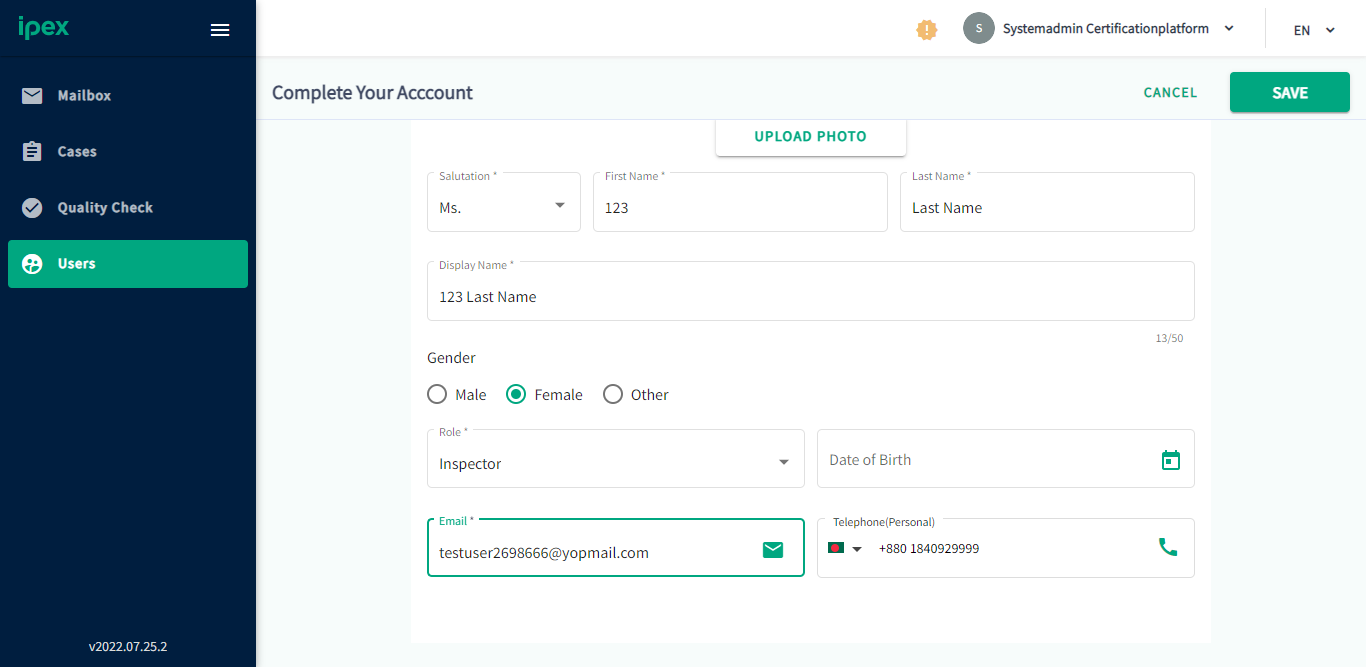 ipex
S
Systemadmin Certificationplatform
EN
Mailbox
Cases
Quality Check
Users
v2022.07.25.2
Complete Your Acccount
CANCEL
SAVE
UPLOAD PHOTO
Salutation *
Ms.
First Name *
123
Last Name *
Last Name
Display Name *
123 Last Name
13/50
Gender
Male
Female
Other
Role *
Inspector
Date of Birth
Email *
testuser2698666@yopmail.com
Telephone(Personal)
+880 1840929999